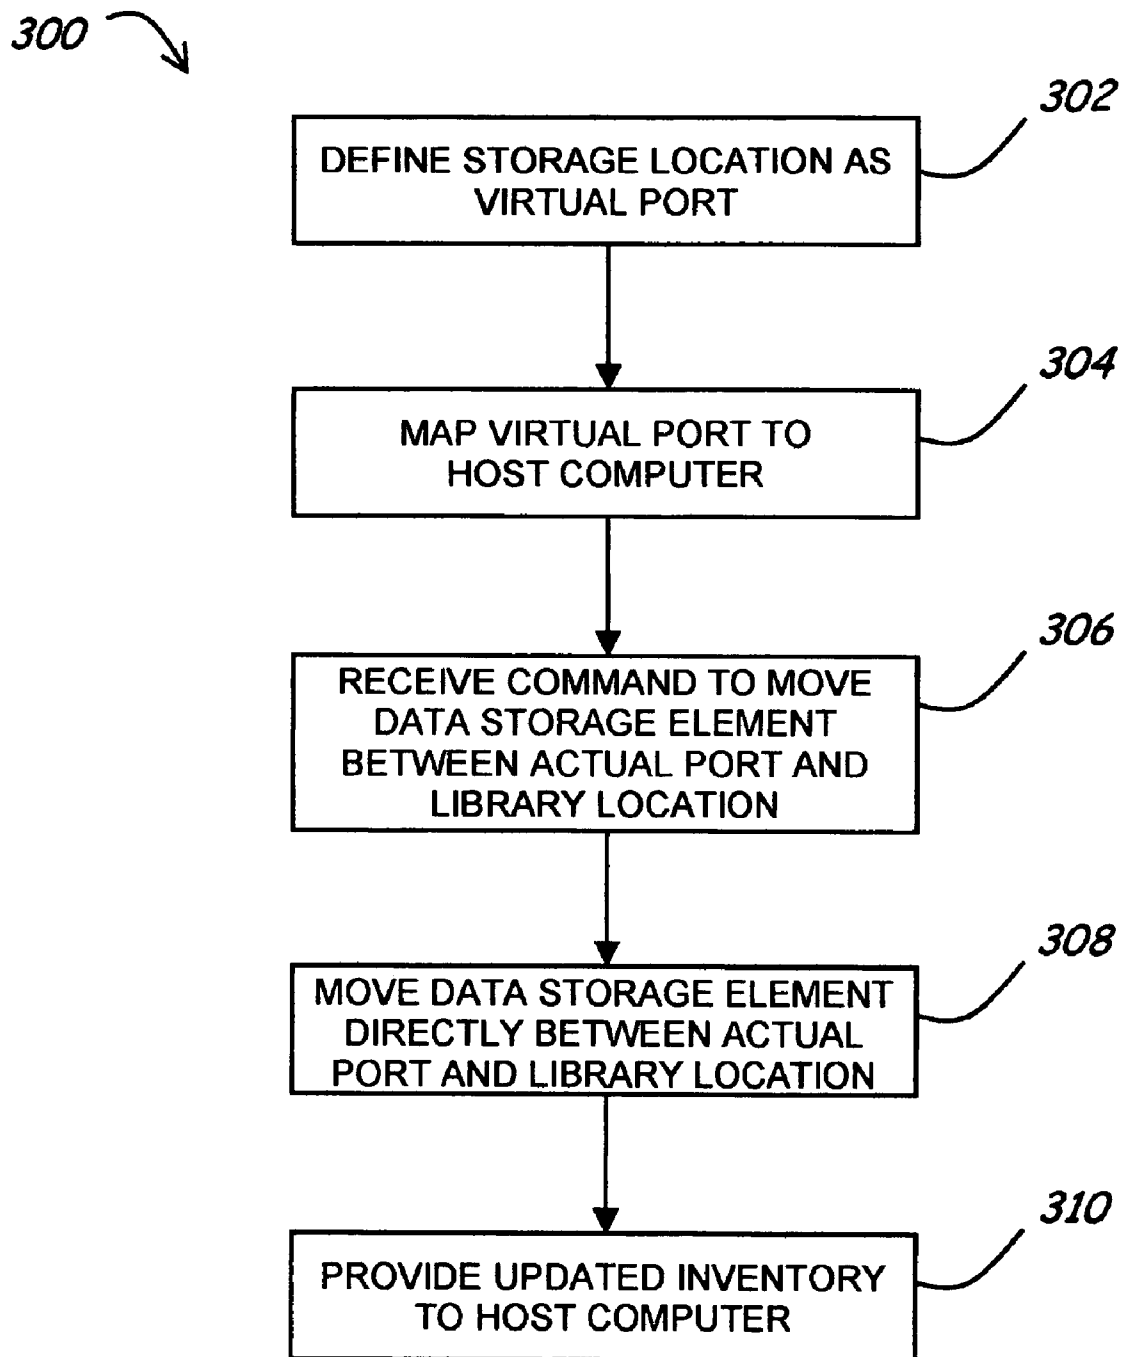 300
302
DEFINE STORAGE LOCATION AS
VIRTUAL PORT
304
MAP VIRTUAL PORT TO
HOST COMPUTER
306
RECEIVE COMMAND TO MOVE
DATA STORAGE ELEMENT
BETWEEN ACTUAL PORT AND
LIBRARY LOCATION
308
MOVE DATA STORAGE ELEMENT
DIRECTLY BETWEEN ACTUAL
PORT AND LIBRARY LOCATION
310
PROVIDE UPDATED INVENTORY
TO HOST COMPUTER